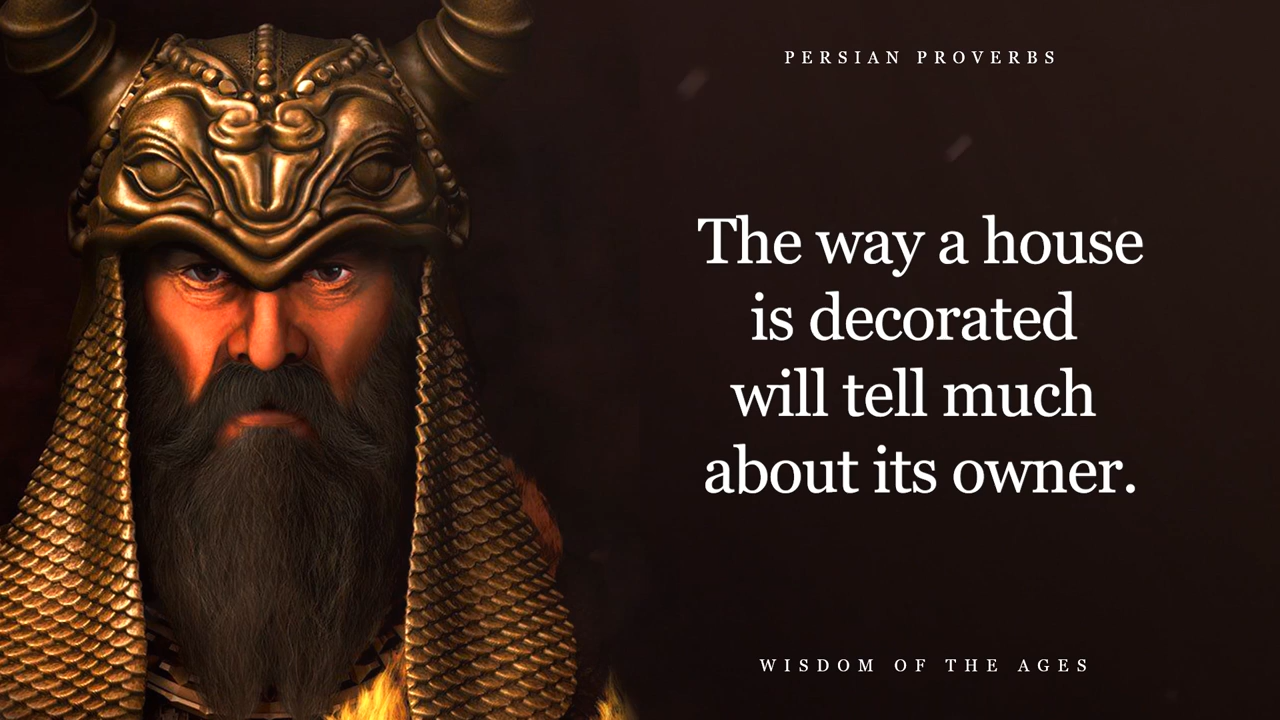 PERSIAN PROVERBS
The way a house
is decorated
will tell much
about its owner.
WISDOM OF THE AGES